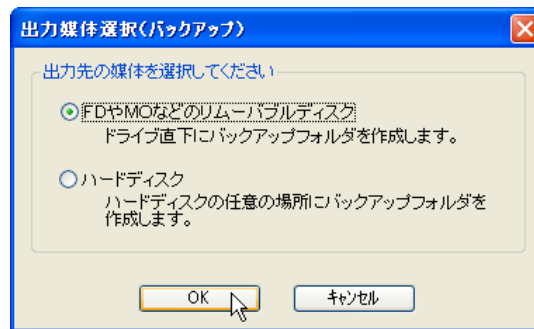 出力媒体選択(バックアップ)
出力先の媒体を選択してください
FDやMOなどのリムーバブルディスク
ドライブ直下にバックアップフォルダを作成します。
ハードディスク
ハードディスクの任意の場所にバックアップフォルダを
作成します。
OK
キャンセル